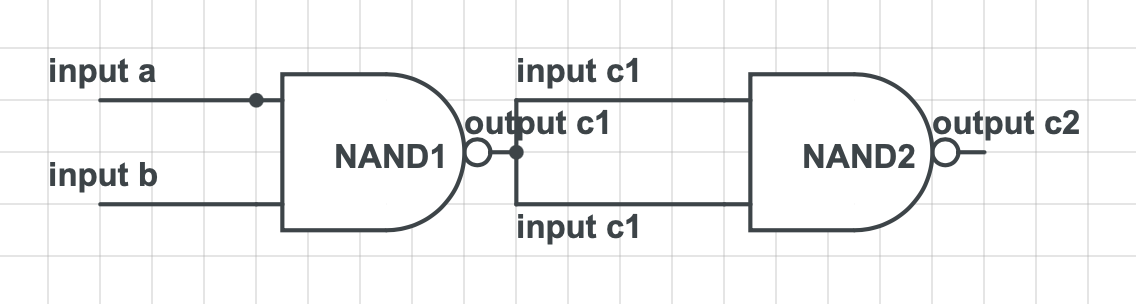 input a
input b
NAND1
output c1
input c1
input c1
NAND2
output c2